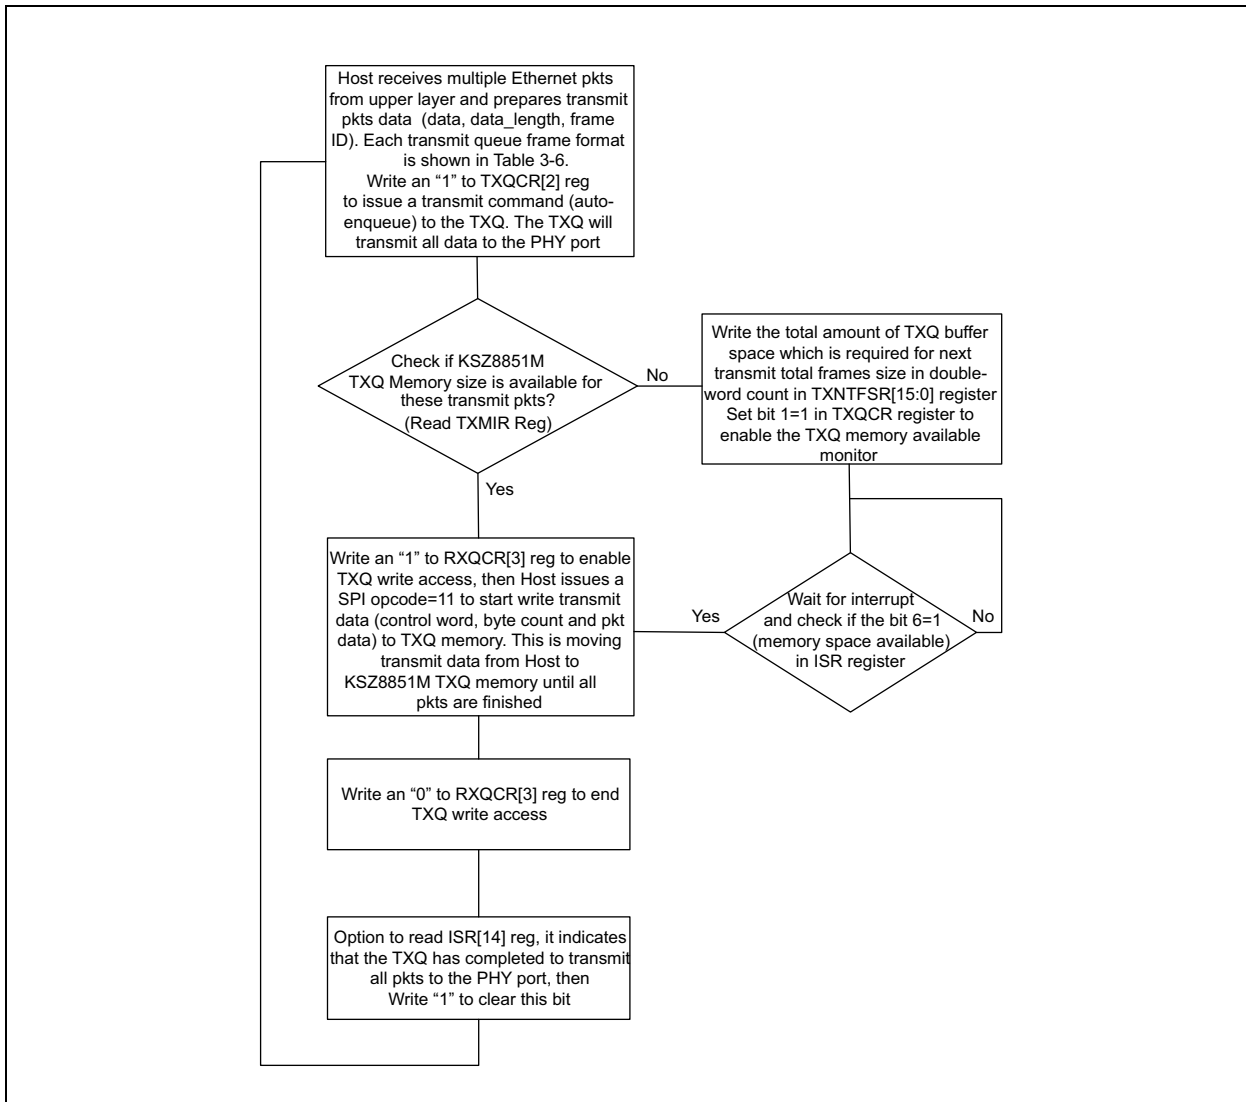 Host receives multiple Ethernet pkts
from upper layer and prepares transmit
pkts data (data, data_length, frame
ID). Each transmit queue frame format
is shown in Table 3-6.
Write an “1” to TXQCR[2] reg
to issue a transmit command (auto-
enqueue) to the TXQ. The TXQ will
transmit all data to the PHY port
Check if KSZ8851M
TXQ Memory size is available for
these transmit pkts?
(Read TXMIR Reg)
No
Write the total amount of TXQ buffer
space which is required for next
transmit total frames size in double-
word count in TXNTFSR[15:0] register
Set bit 1=1 in TXQCR register to
enable the TXQ memory available
monitor
Yes
Write an “1” to RXQCR[3] reg to enable
TXQ write access, then Host issues a
SPI opcode=11 to start write transmit
data (control word, byte count and pkt
data) to TXQ memory. This is moving
transmit data from Host to
KSZ8851M TXQ memory until all
pkts are finished
Yes
Wait for interrupt
and check if the bit 6=1
(memory space available)
in ISR register
No
Write an “0” to RXQCR[3] reg to end
TXQ write access
Option to read ISR[14] reg, it indicates
that the TXQ has completed to transmit
all pkts to the PHY port, then
Write “1” to clear this bit